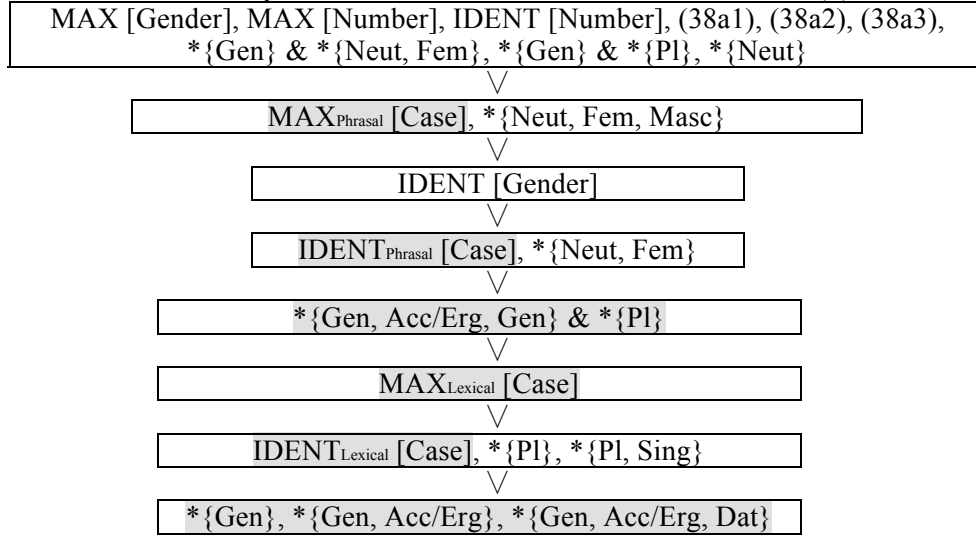 MAX [Gender], MAX [Number], IDENT [Number], (38a1), (38a2), (38a3),
*{Gen} & *{Neut, Fem}, *{Gen} & *{Pl}, *{Neut}
MAXPhrasal [Case], *{Neut, Fem, Masc}
IDENT [Gender]
IDENTPhrasal [Case], *{Neut, Fem}
*{Gen, Acc/Erg, Gen} & *{Pl}
MAXLexical [Case]
IDENTLexical [Case], *{Pl}, *{Pl, Sing}
*{Gen}, *{Gen, Acc/Erg}, *{Gen, Acc/Erg, Dat}